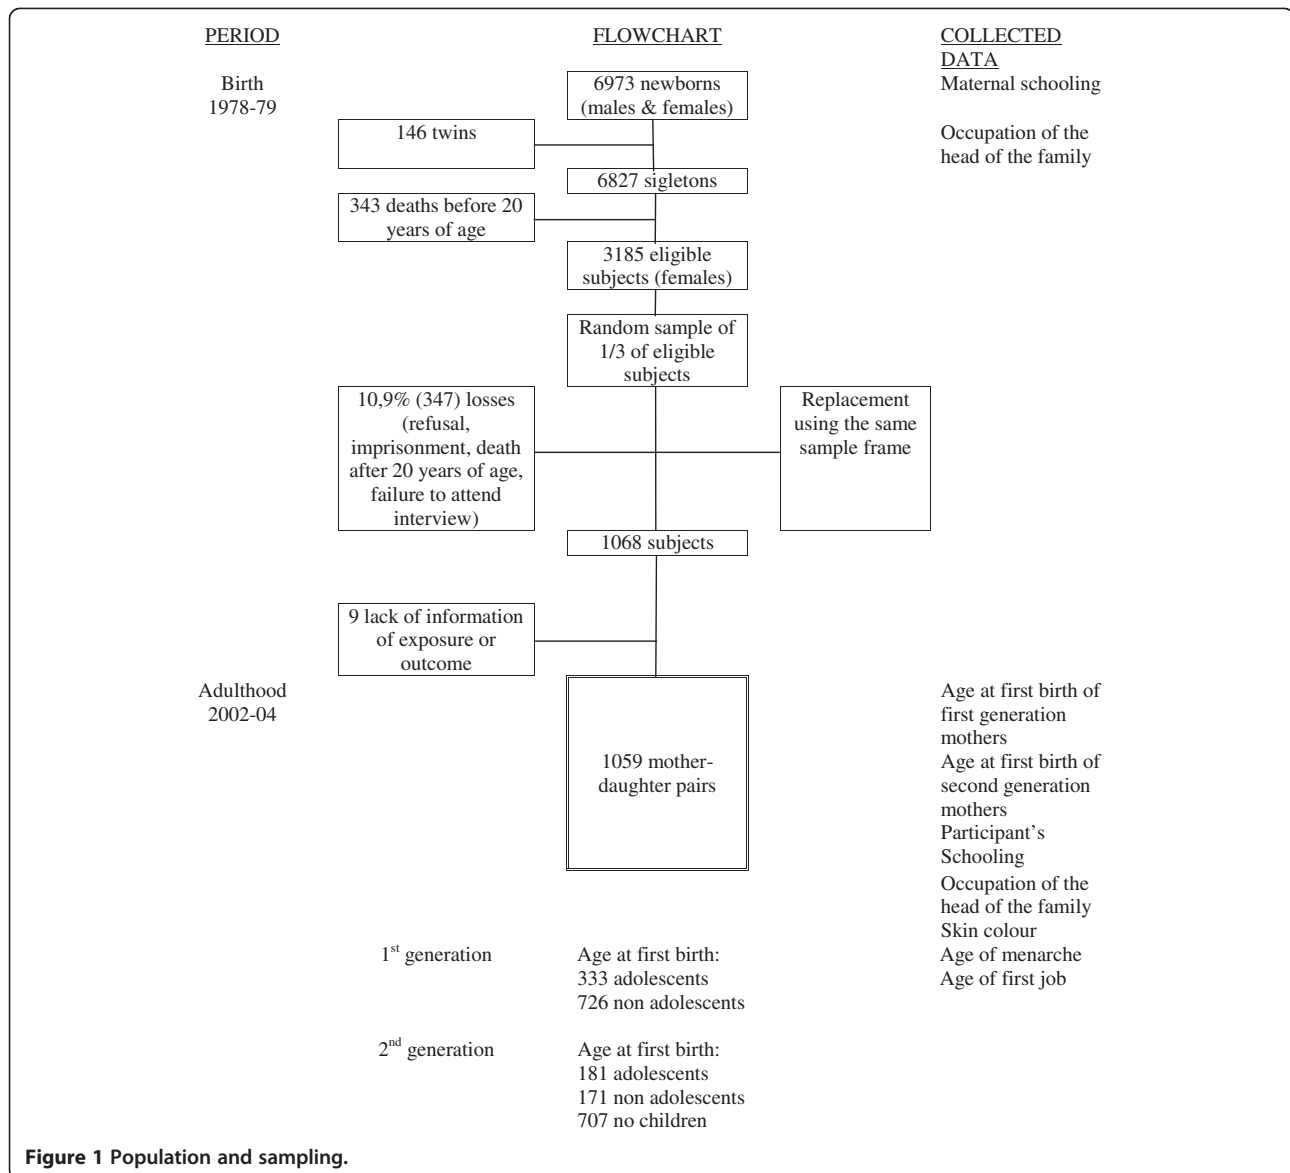 PERIOD
FLOWCHART
COLLECTED
DATA
Birth
1978-79
6973 newborns
(males & females)
Maternal schooling
146 twins
Occupation of the
head of the family
6827 sigletons
343 deaths before 20
years of age
3185 eligible
subjects (females)
Random sample of
1/3 of eligible
subjects
10,9% (347) losses
(refusal,
imprisonment, death
after 20 years of age,
failure to attend
interview)
Replacement
using the same
sample frame
1068 subjects
9 lack of information
of exposure or
outcome
Adulthood
2002-04
1059 mother-
daughter pairs
Age at first birth of
first generation
mothers
Age at first birth of
second generation
mothers
Participant's
Schooling
Occupation of the
head of the family
Skin colour
Age of menarche
Age of first job
1st generation
Age at first birth:
333 adolescents
726 non adolescents
2nd generation
Age at first birth:
181 adolescents
171 non adolescents
707 no children
Figure 1 Population and sampling.